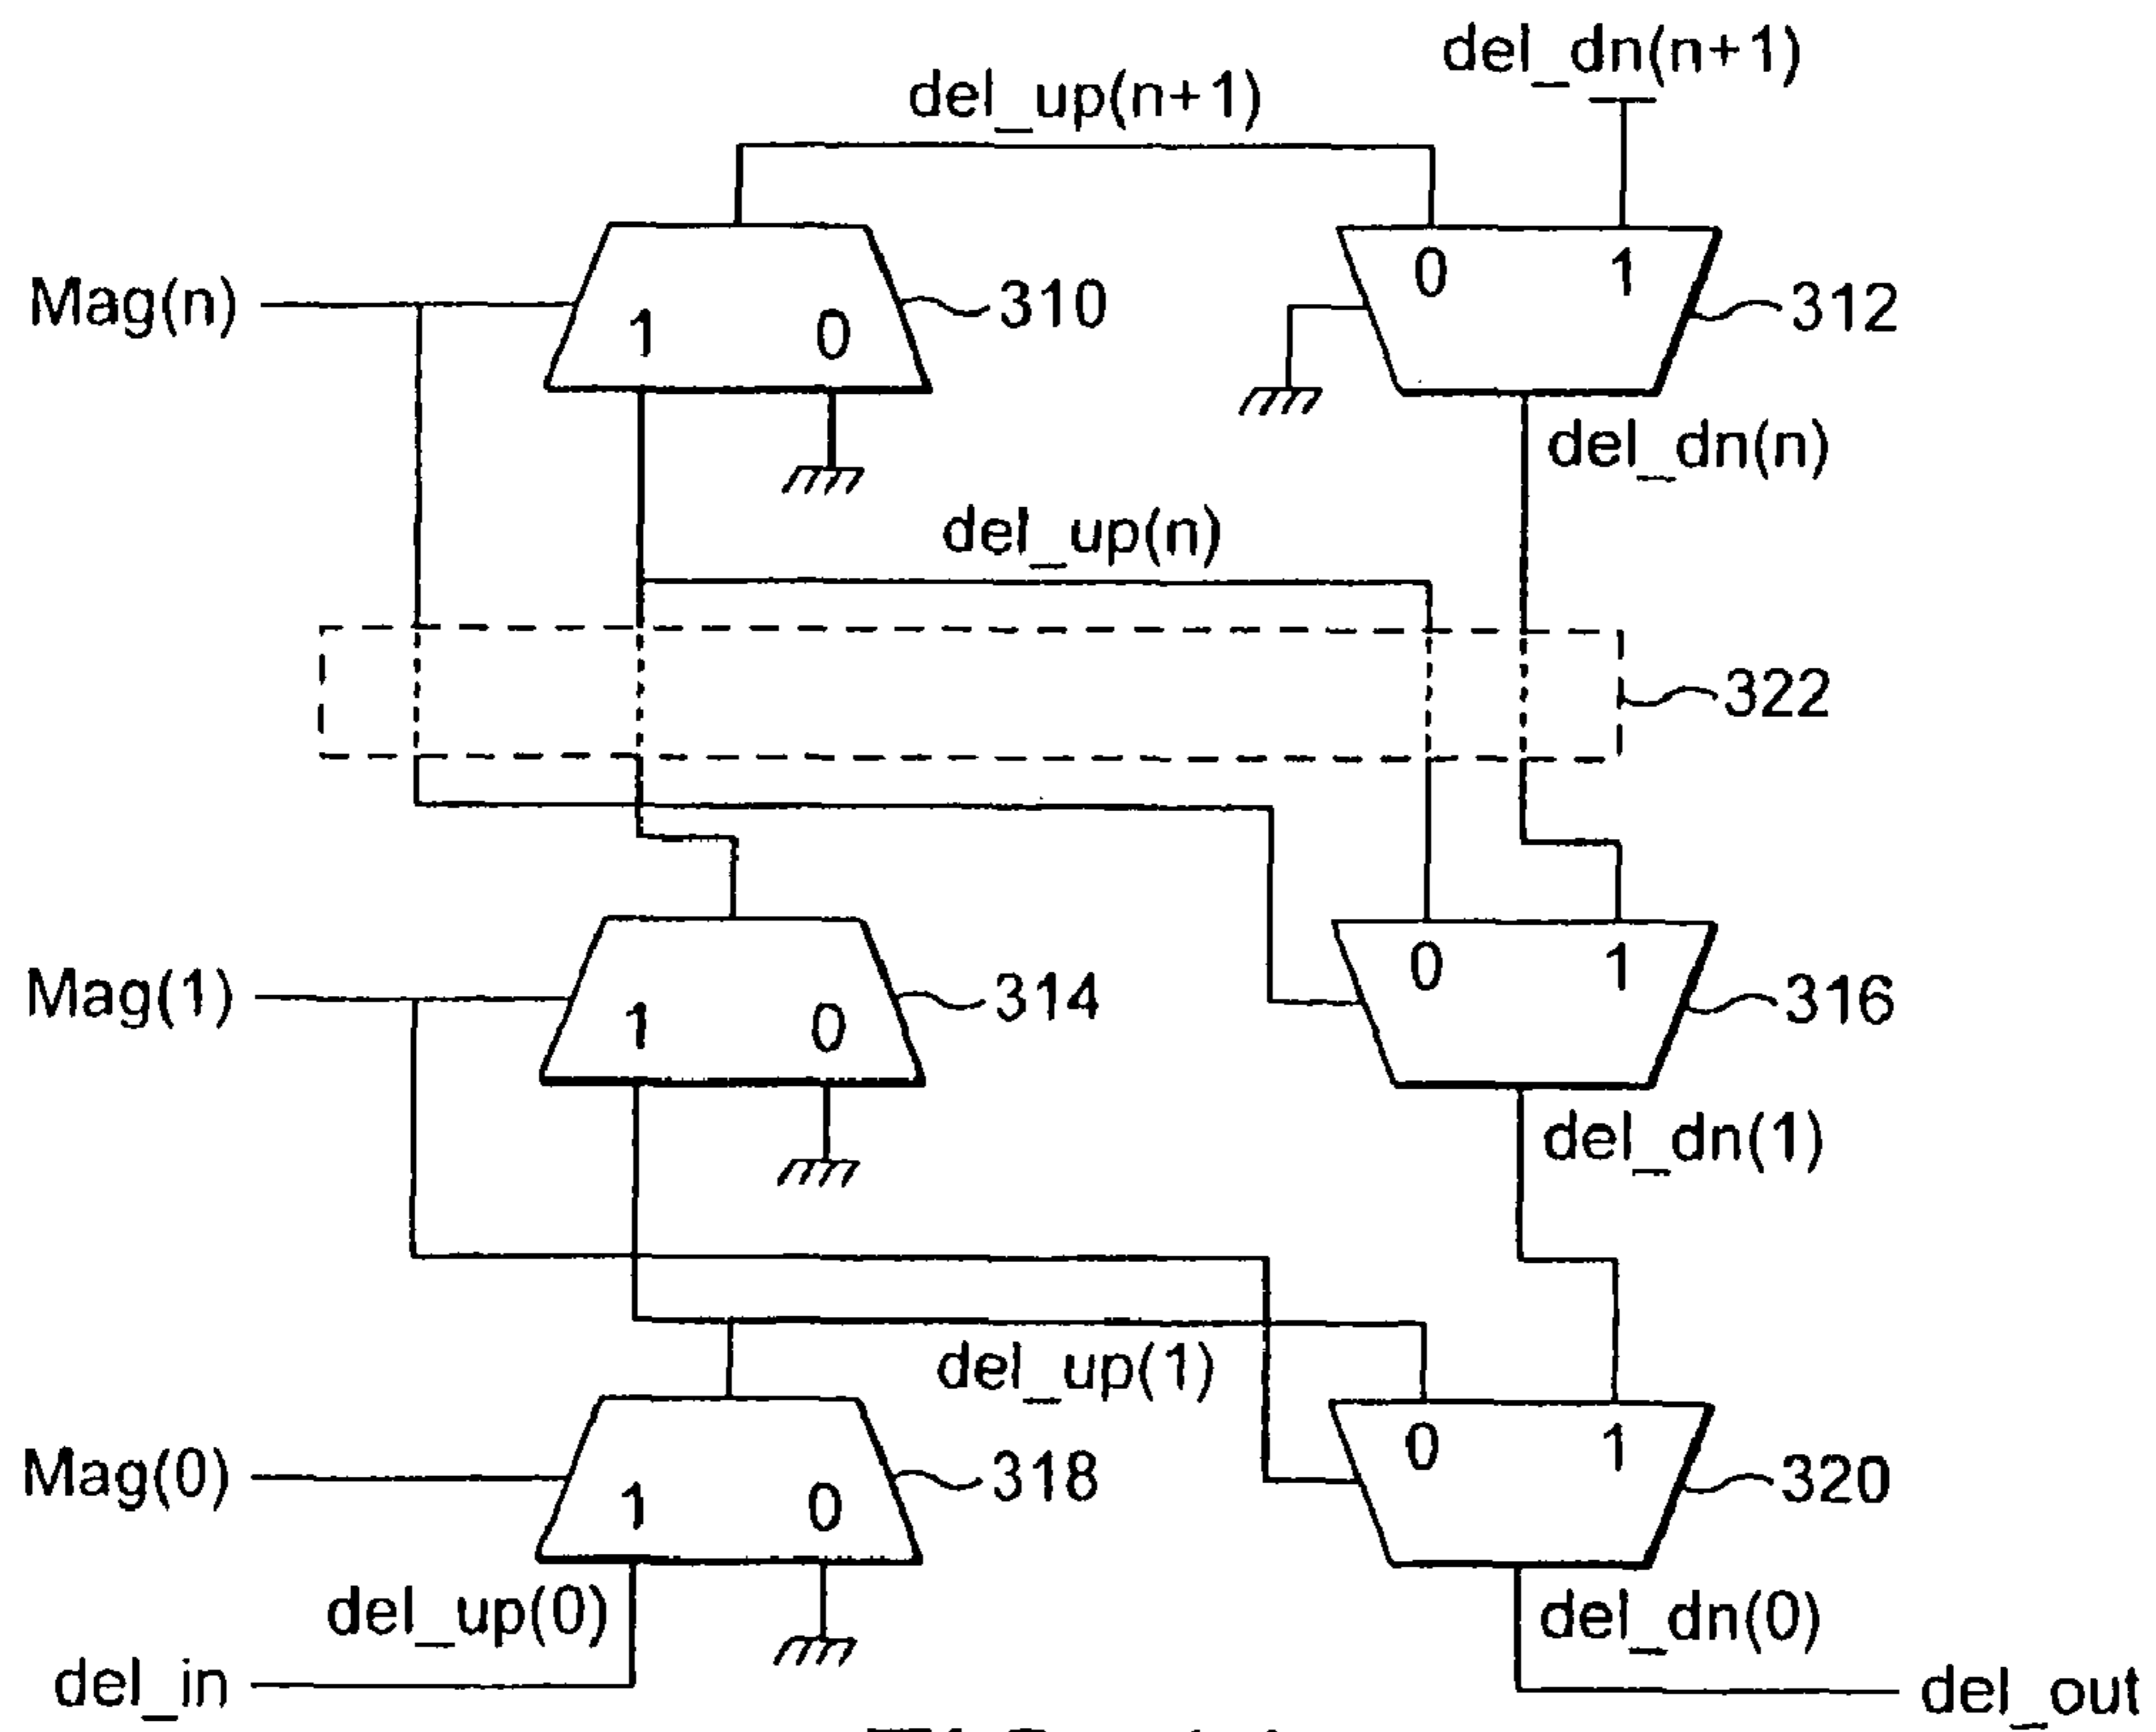 del_dn(n+1)
del_up(n+1)
Mag(n)
1 0
310
0 1
312
del_dn(n)
del_up(n)
322
Mag(1)
1 0
314
0 1
316
del_dn(1)
del_up(1)
Mag(0)
1 0
318
0 1
320
del_up(0)
del_dn(0)
del_in
del_out